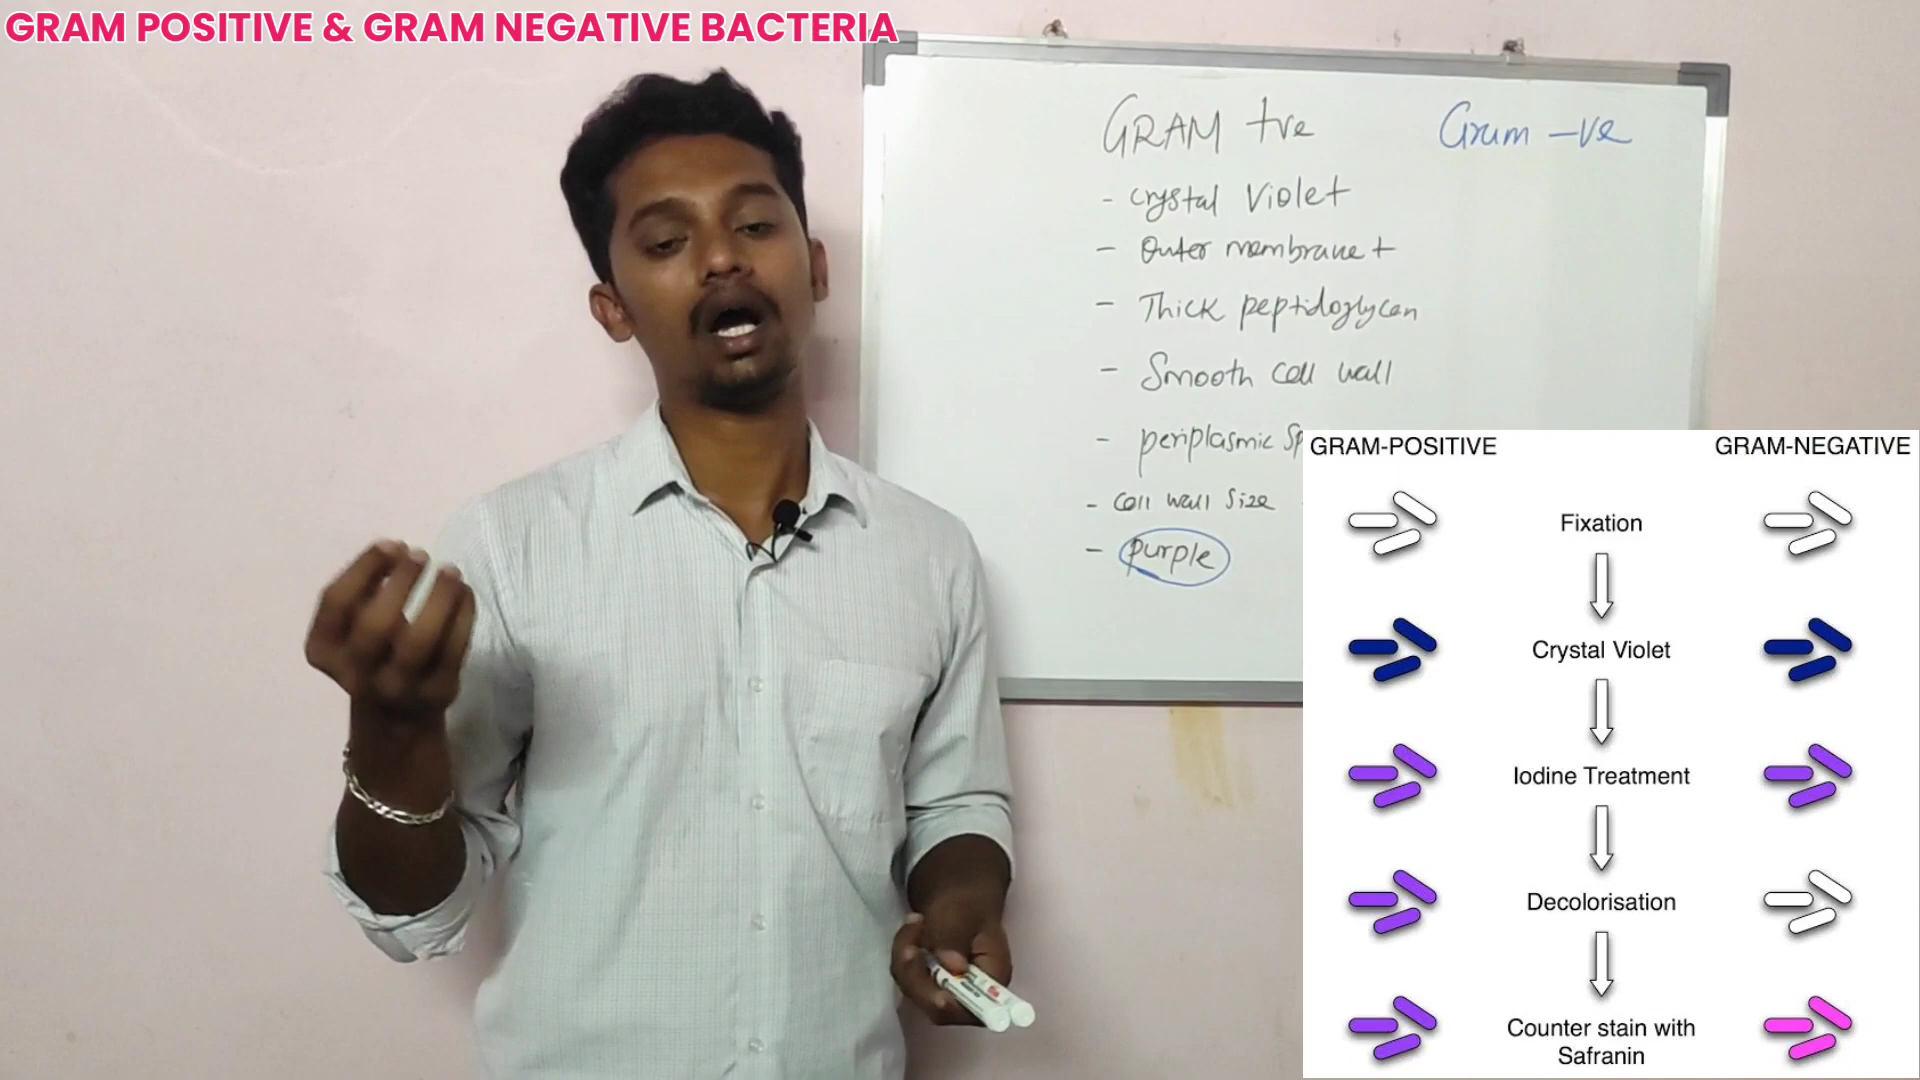 GRAM POSITIVE & GRAM NEGATIVE BACTERIA
GRAM +ve
Gram -ve
- Crystal Violet
- Outer membrane +
- Thick peptidoglycan
- Smooth cell wall
- periplasmic Sp
- Cell wall Size
- purple
GRAM-POSITIVE
GRAM-NEGATIVE
Fixation
Crystal Violet
Iodine Treatment
Decolorisation
Counter stain with
Safranin